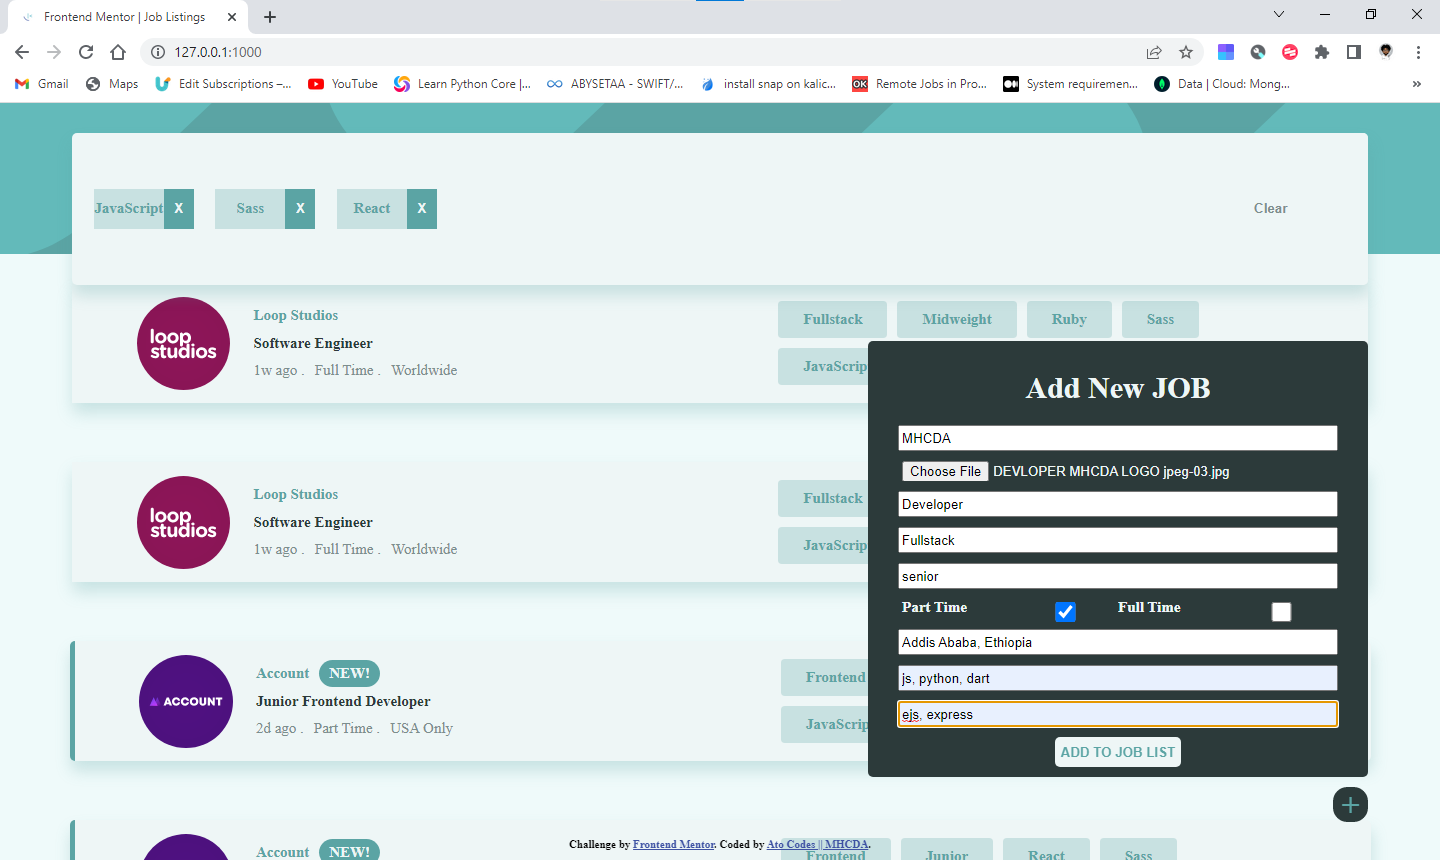 Frontend Mentor | Job Listings
127.0.0.1:1000
Gmail Maps Edit Subscriptions –... YouTube Learn Python Core |... ABYSETAA - SWIFT/... install snap on kalic... Remote Jobs in Pro... System requiremen... Data | Cloud: Mong... »
JavaScript X Sass X React X Clear
loop studios
Loop Studios
Software Engineer
1w ago . Full Time . Worldwide
Fullstack Midweight Ruby Sass
JavaScrip
loop studios
Loop Studios
Software Engineer
1w ago . Full Time . Worldwide
Fullstack
JavaScrip
ACCOUNT
Account NEW!
Junior Frontend Developer
2d ago . Part Time . USA Only
Frontend
JavaScrip
Account NEW!
Frontend Junior React Sass
Add New JOB
MHCDA
Choose File DEVLOPER MHCDA LOGO jpeg-03.jpg
Developer
Fullstack
senior
Part Time Full Time
Addis Ababa, Ethiopia
js, python, dart
ejs, express
ADD TO JOB LIST
+
Challenge by Frontend Mentor. Coded by Ato Codes || MHCDA.